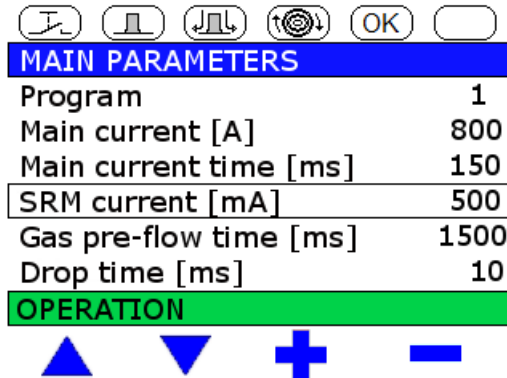 OK
MAIN PARAMETERS
Program 1
Main current [A] 800
Main current time [ms] 150
SRM current [mA] 500
Gas pre-flow time [ms] 1500
Drop time [ms] 10
OPERATION